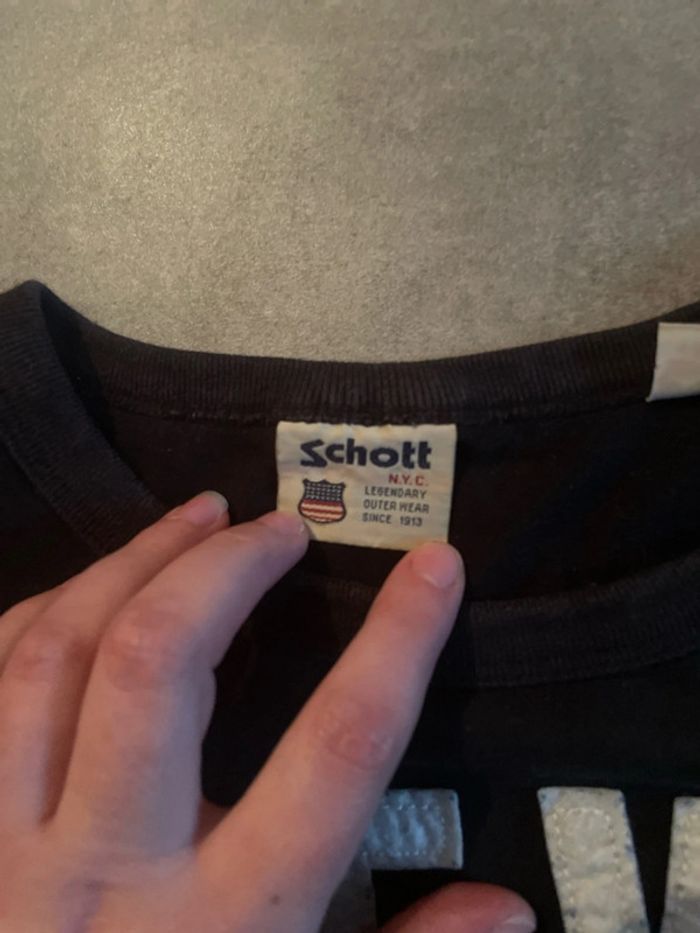 Schott
N.Y.C.
LEGENDARY
OUTER WEAR
SINCE 1913